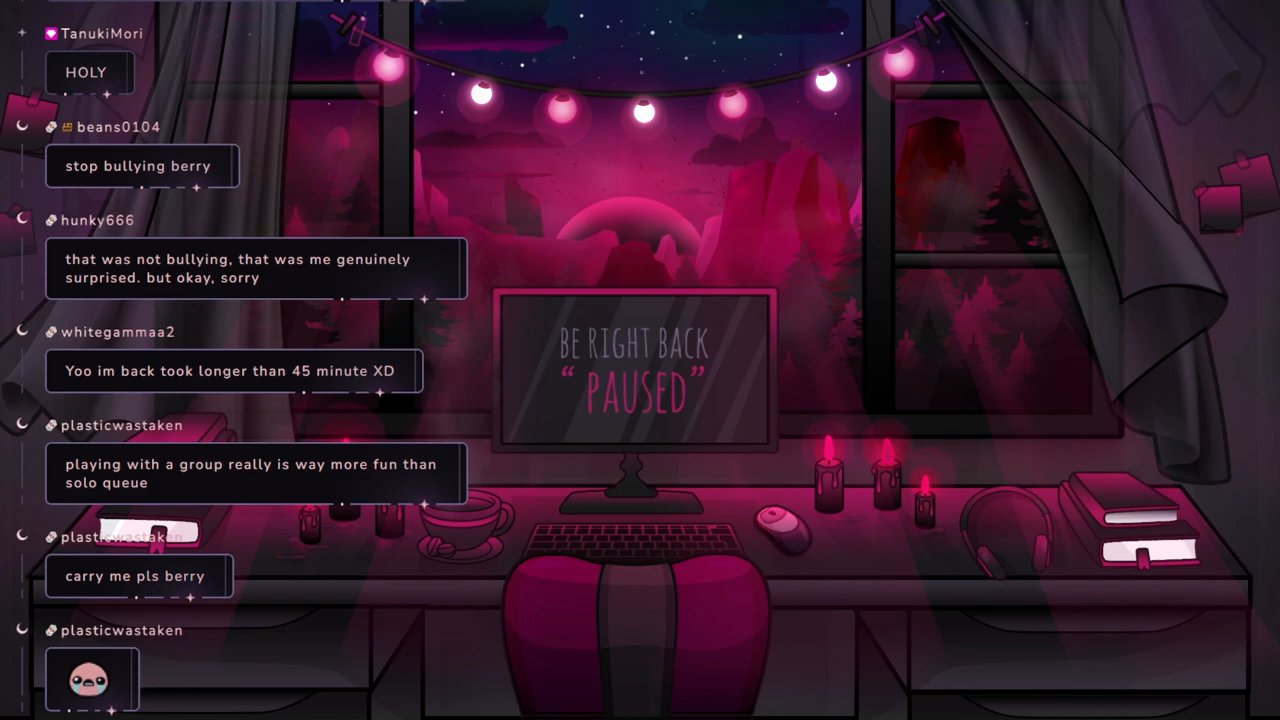 TanukiMori
HOLY
beans0104
stop bullying berry
hunky666
that was not bullying, that was me genuinely
surprised. but okay, sorry
whitegammaa2
Yoo im back took longer than 45 minute XD
plasticwastaken
playing with a group really is way more fun than
solo queue
plasticwastaken
carry me pls berry
plasticwastaken
BE RIGHT BACK
“ PAUSED”